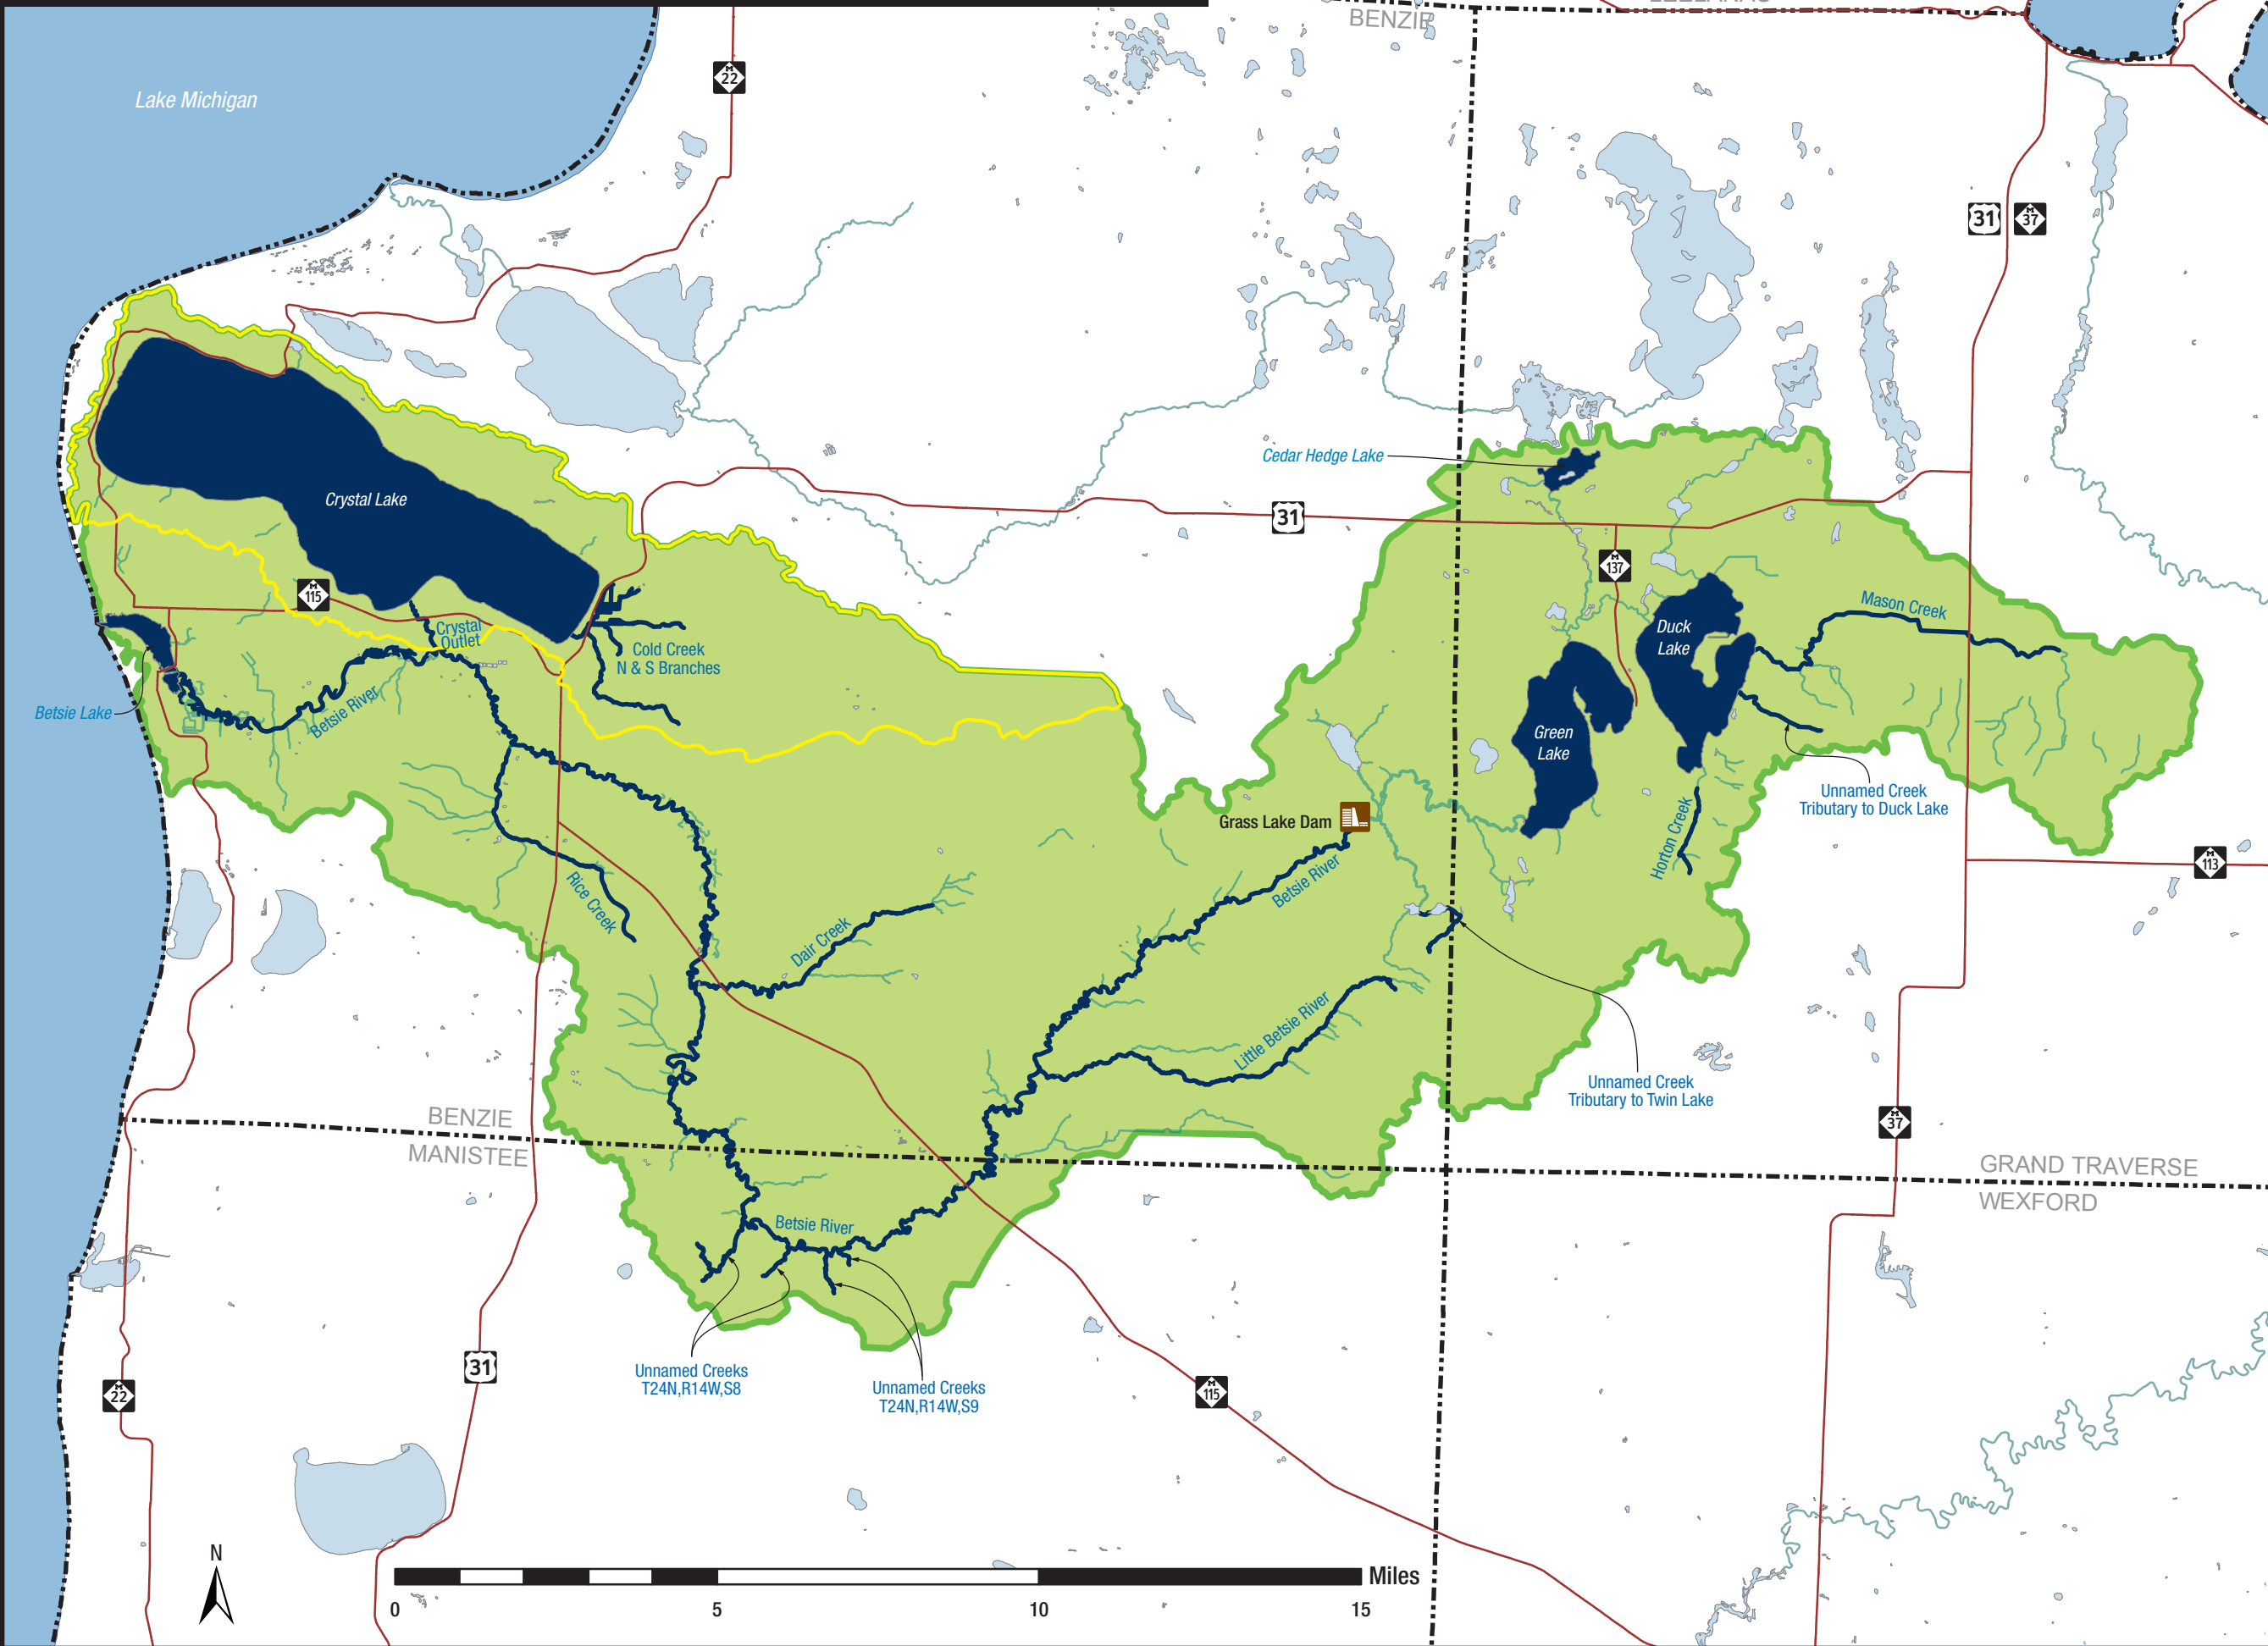 BENZIE
M
22
Lake Michigan
31
M
37
Cedar Hedge Lake
Crystal Lake
31
M
137
M
115
Mason Creek
Duck
Lake
Crystal
Outlet
Cold Creek
N & S Branches
Betsie Lake
Betsie River
Green
Lake
Unnamed Creek
Tributary to Duck Lake
Grass Lake Dam
Horton Creek
M
113
Betsie River
Rice Creek
Dair Creek
Little Betsie River
Unnamed Creek
Tributary to Twin Lake
BENZIE
MANISTEE
M
37
GRAND TRAVERSE
WEXFORD
Betsie River
Unnamed Creeks
T24N,R14W,S8
Unnamed Creeks
T24N,R14W,S9
31
M
22
M
115
N
Miles
0
5
10
15